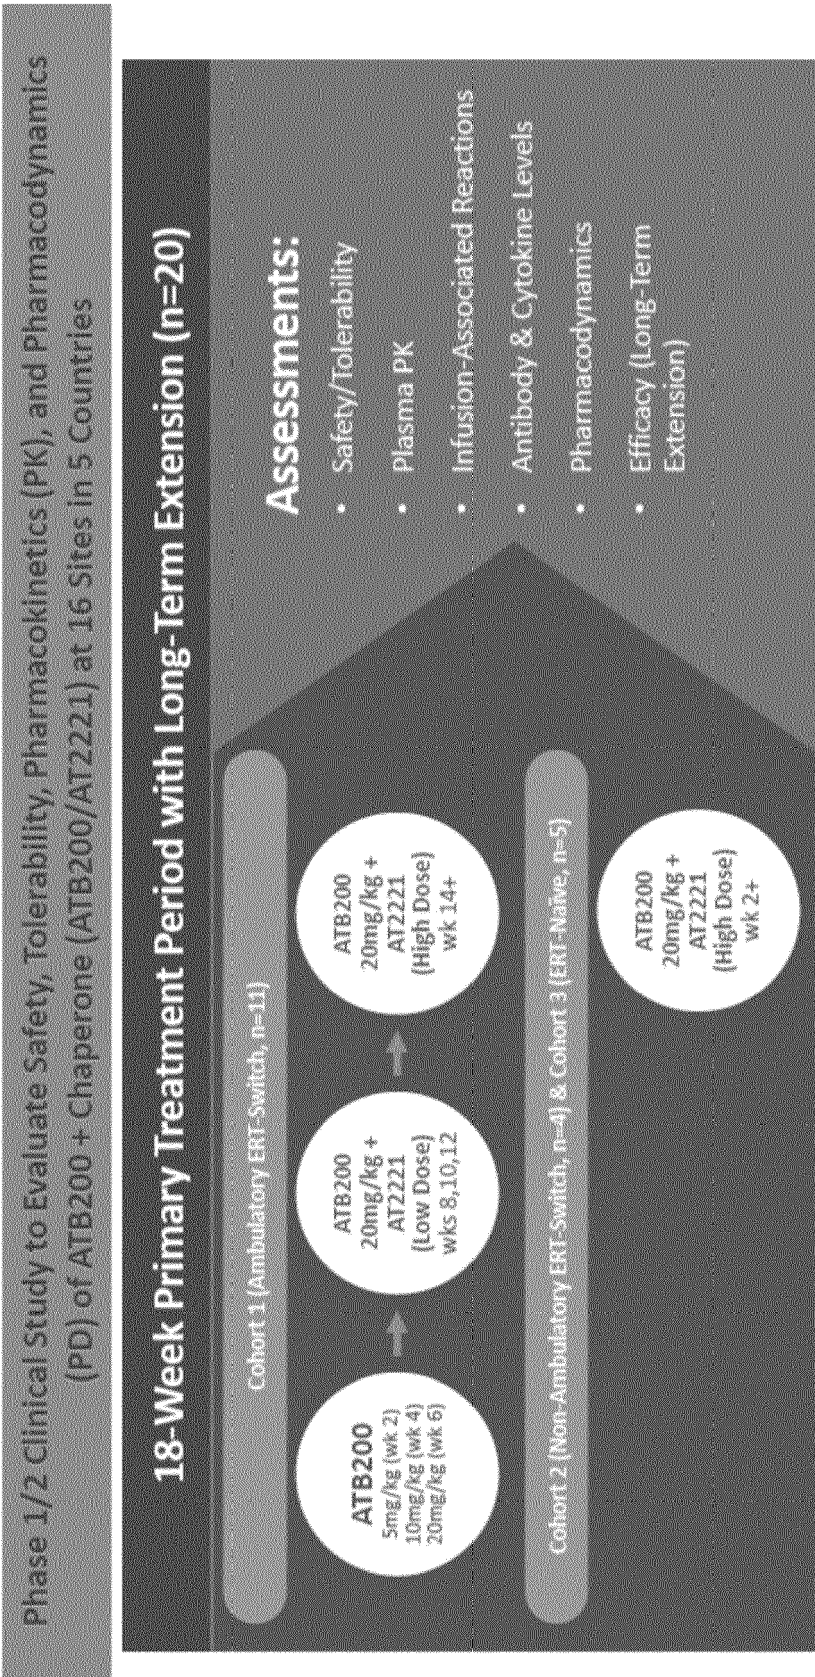 Phase 1/2 Clinical Study to Evaluate Safety, Tolerability, Pharmacokinetics (PK), and Pharmacodynamics
(PD) of ATB200 + Chaperone (ATB200/AT2221) at 16 Sites in 5 Countries
18-Week Primary Treatment Period with Long-Term Extension (n=20)
Cohort 1 (Ambulatory ERT-Switch, n=11)
ATB200
5mg/kg (wk 2)
10mg/kg (wk 4)
20mg/kg (wk 6)
ATB200
20mg/kg +
AT2221
(Low Dose)
wks 8,10,12
ATB200
20mg/kg +
AT2221
(High Dose)
wk 14+
Cohort 2 (Non-Ambulatory ERT-Switch, n=4) & Cohort 3 (ERT-Naïve, n=5)
ATB200
20mg/kg +
AT2221
(High Dose)
wk 2+
Assessments:
• Safety/Tolerability
• Plasma PK
• Infusion-Associated Reactions
• Antibody & Cytokine Levels
• Pharmacodynamics
• Efficacy (Long-Term
Extension)